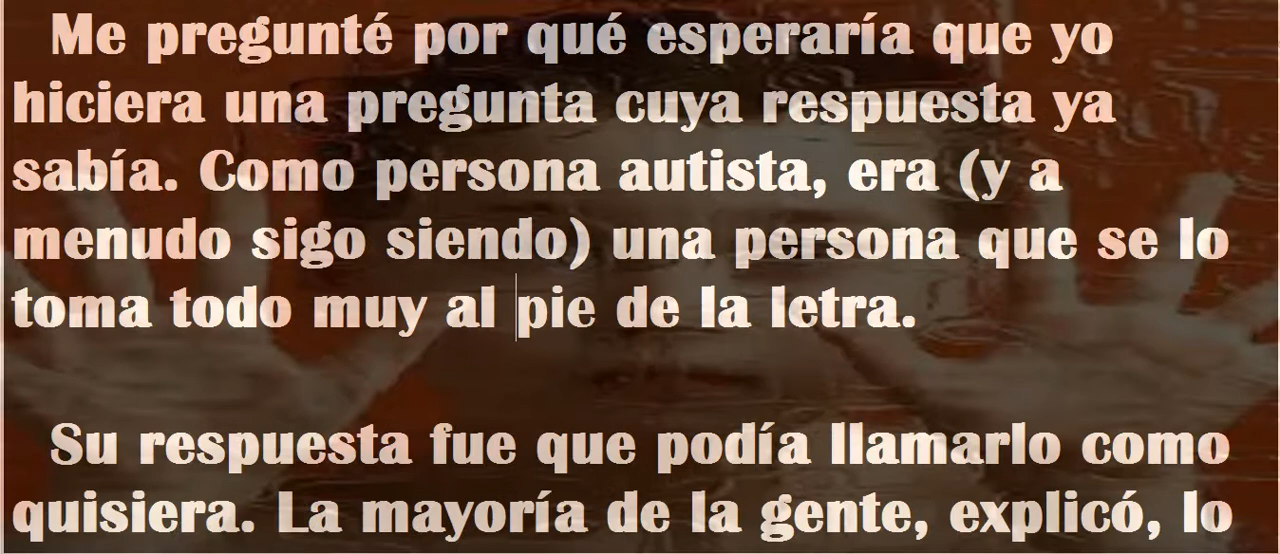 Me pregunté por qué esperaría que yo
hiciera una pregunta cuya respuesta ya
sabía. Como persona autista, era (y a
menudo sigo siendo) una persona que se lo
toma todo muy al pie de la letra.
Su respuesta fue que podía llamarlo como
quisiera. La mayoría de la gente, explicó, lo